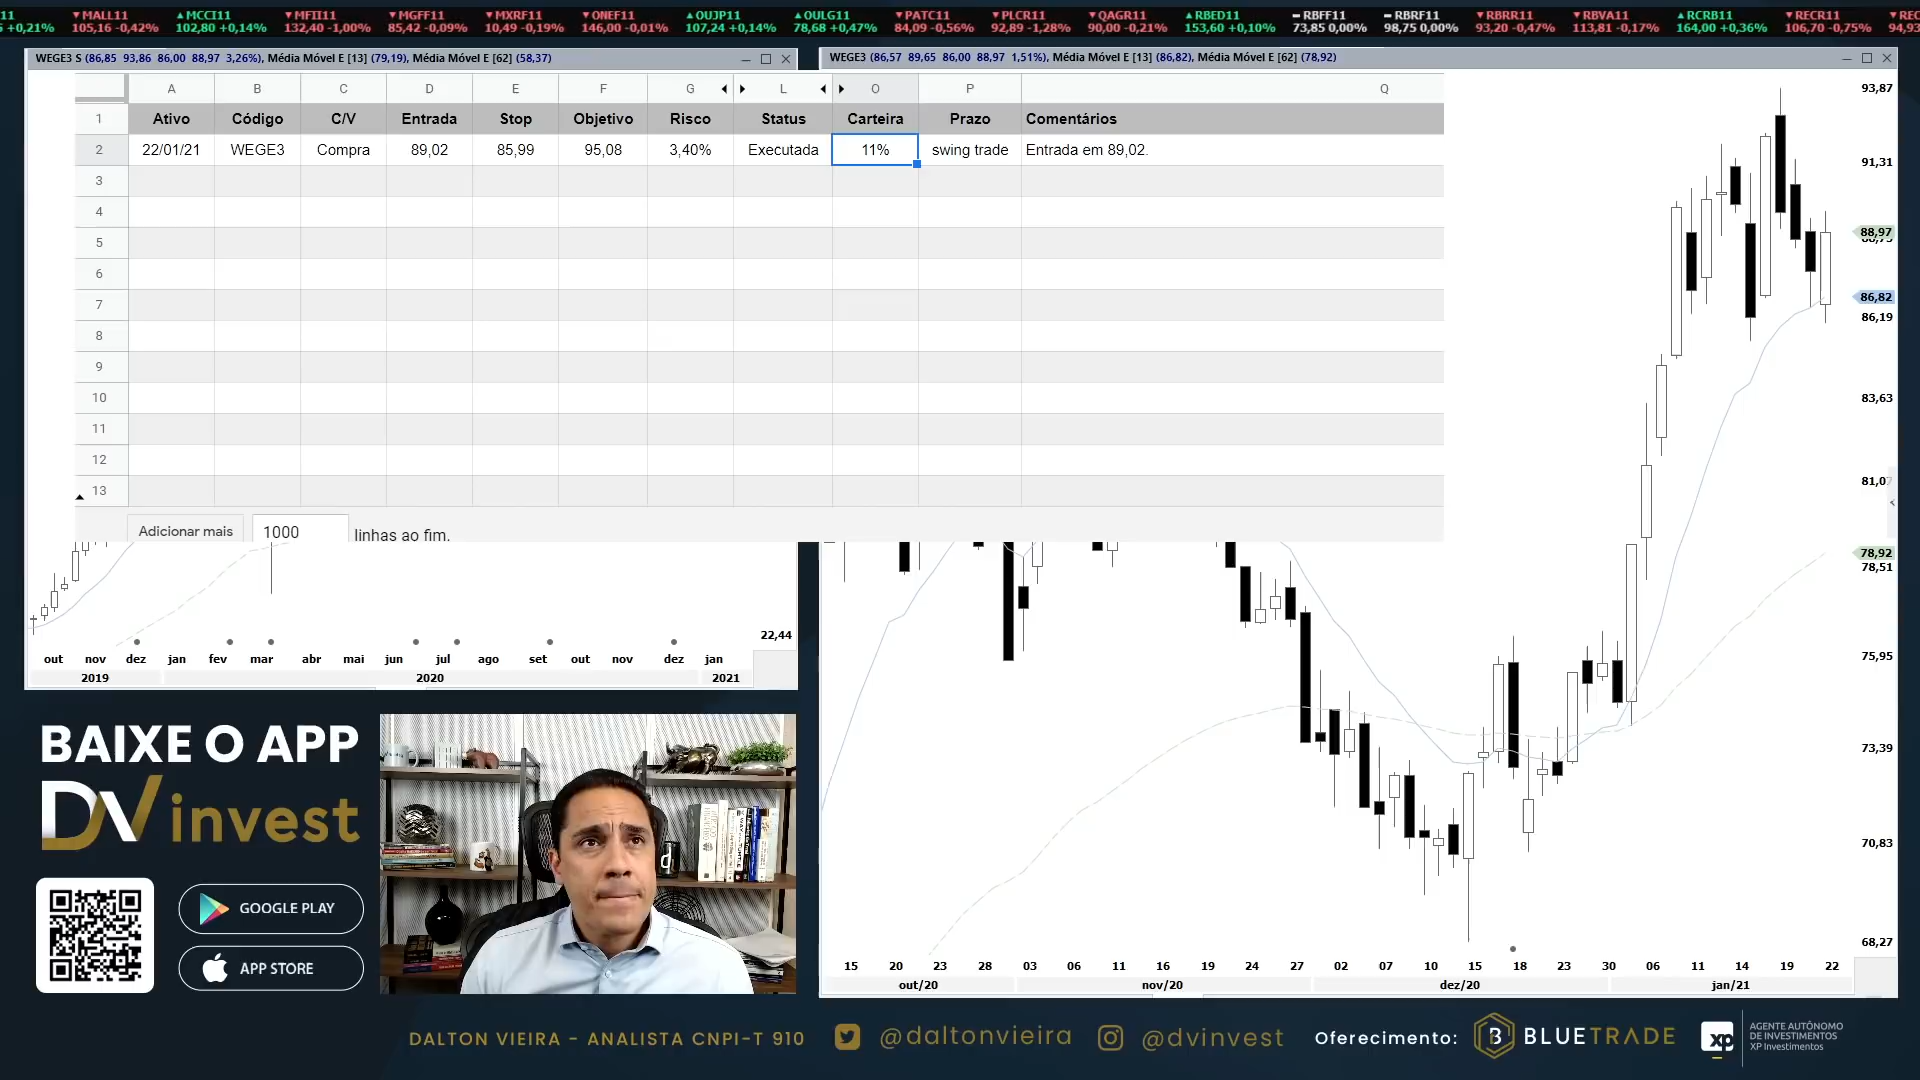 11 ▼MALL11 ▲MCCI11 ▼MFII11 ▼MGFF11 ▼MXRF11 ▼ONEF11 ▲OUJP11 ▲OULG11 ▼PATC11 ▼PLCR11 ▼QAGR11 ▲RBED11 RBFF11 RBRF11 ▼RBRR11 ▼RBVA11 ▲RCRB11 ▼RECR11 ▼REC
+0,21% 105,16 -0,42% 102,80 +0,14% 132,40 -1,00% 85,42 -0,09% 10,49 -0,19% 146,00 -0,01% 107,24 +0,14% 78,68 +0,47% 84,09 -0,56% 92,89 -1,28% 90,00 -0,21% 153,60 +0,10% 73,85 0,00% 98,75 0,00% 93,20 -0,47% 113,81 -0,17% 164,00 +0,36% 106,70 -0,75% 94,93
WEGE3 S (86,85 93,86 86,00 88,97 3,26%), Média Móvel E [13] (79,19), Média Móvel E [62] (58,37)
WEGE3 (86,57 89,65 86,00 88,97 1,51%), Média Móvel E [13] (86,82), Média Móvel E [62] (78,92)
A B C D E F G L O P Q
1 Ativo Código C/V Entrada Stop Objetivo Risco Status Carteira Prazo Comentários
2 22/01/21 WEGE3 Compra 89,02 85,99 95,08 3,40% Executada 11% swing trade Entrada em 89,02.
3
4
5
6
7
8
9
10
11
12
13
Adicionar mais 1000 linhas ao fim.
22,44
out nov dez jan fev mar abr mai jun jul ago set out nov dez jan
2019 2020 2021
93,87
91,31
88,97
86,82
86,19
83,63
81,07
78,92
78,51
75,95
73,39
70,83
68,27
15 20 23 28 03 06 11 16 19 24 27 02 07 10 15 18 23 30 06 11 14 19 22
out/20 nov/20 dez/20 jan/21
BAIXE O APP
DV invest
GOOGLE PLAY
APP STORE
DALTON VIEIRA - ANALISTA CNPI-T 910 @daltonvieira @dvinvest Oferecimento: BLUETRADE xp AGENTE AUTÔNOMO
DE INVESTIMENTOS
XP Investimentos